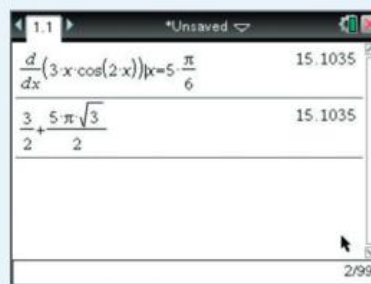 1.1 *Unsaved
d/dx(3·x·cos(2·x))|x=5·π/6 15.1035
3/2+5·π·√3/2 15.1035
2/99